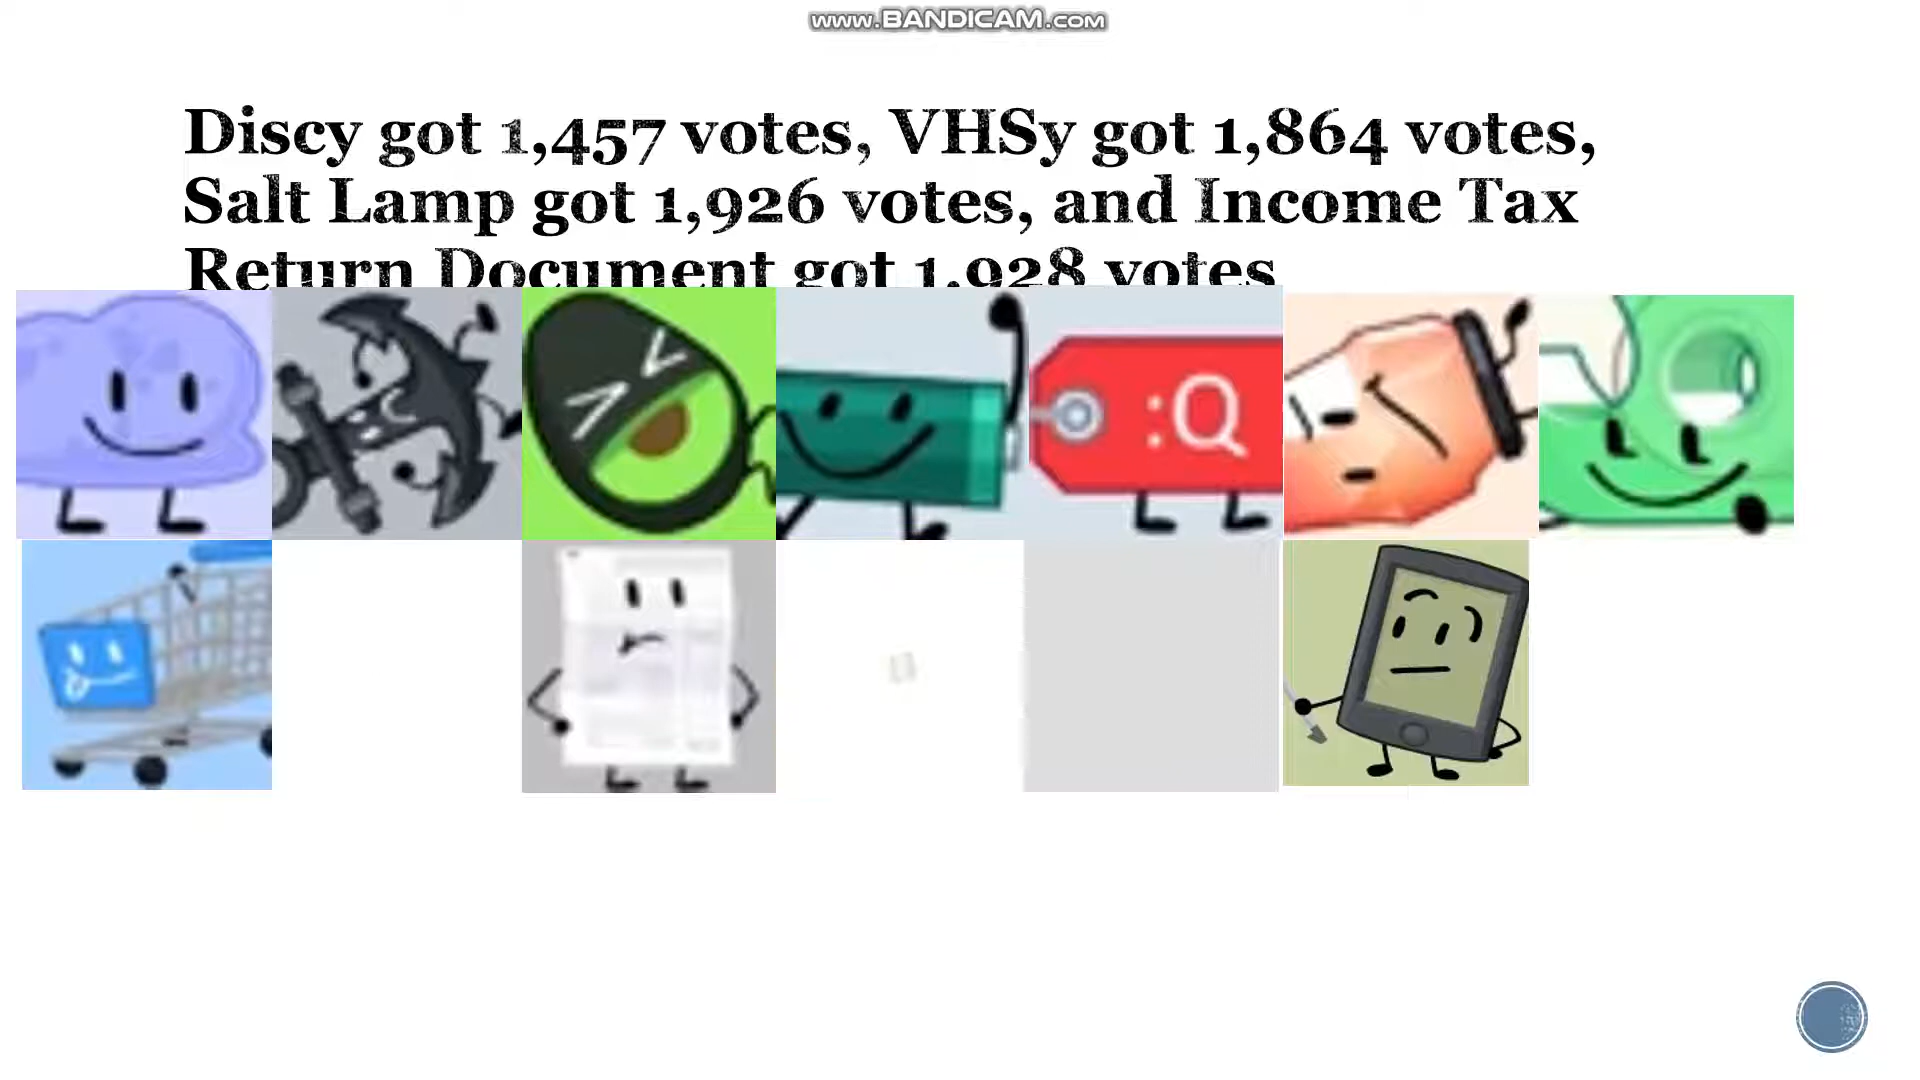 www.BANDICAM.com
Discy got 1,457 votes, VHSy got 1,864 votes,
Salt Lamp got 1,926 votes, and Income Tax
Return Document got 1,928 votes
:Q